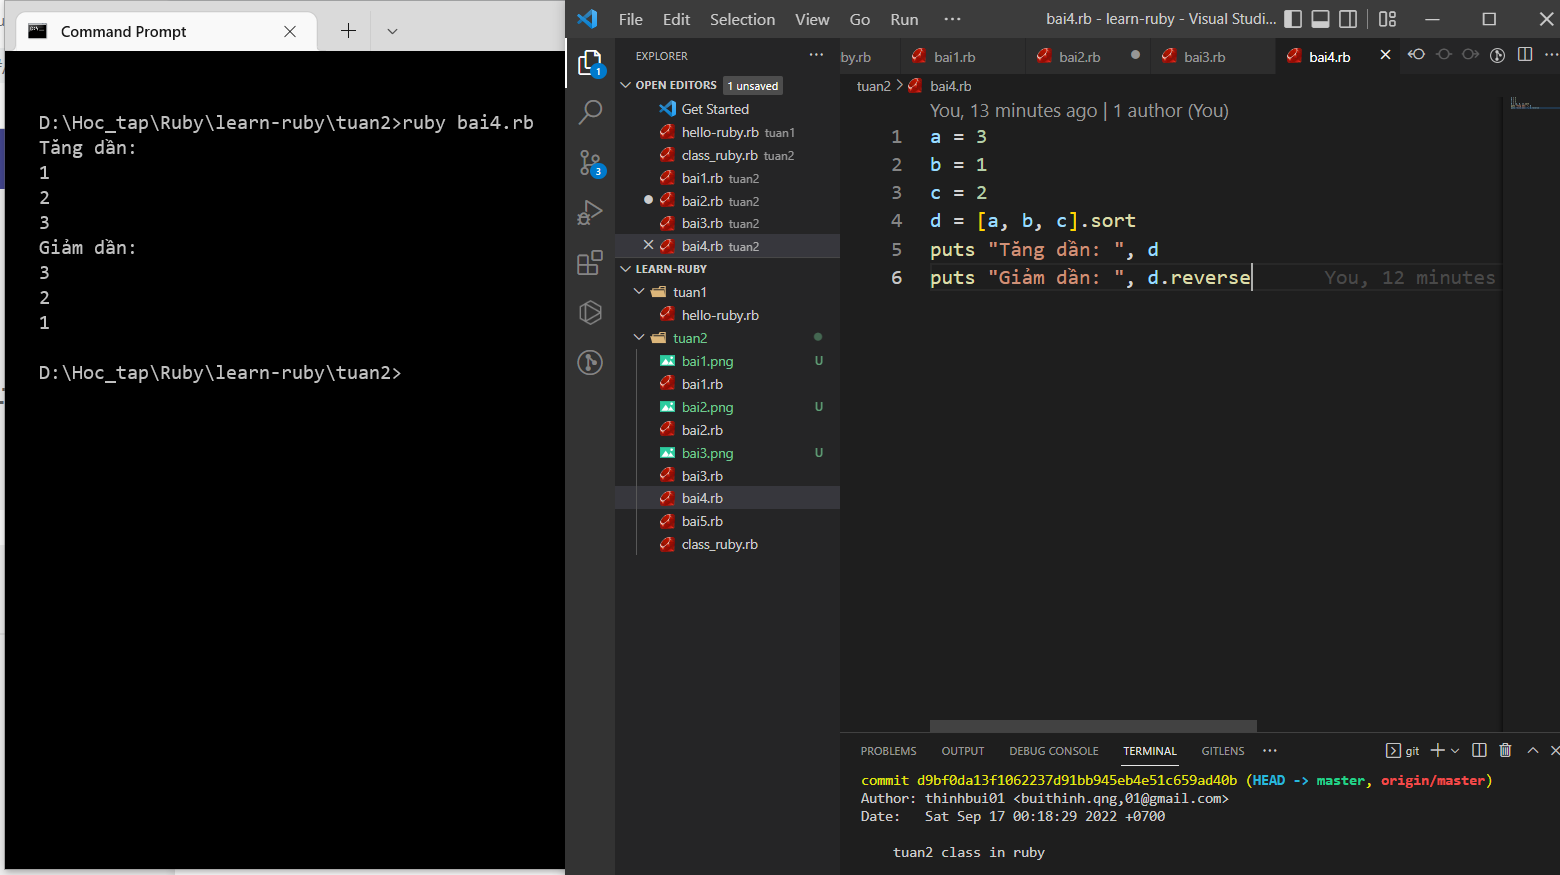 Command Prompt
D:\Hoc_tap\Ruby\learn-ruby\tuan2>ruby bai4.rb
Tăng dần:
1
2
3
Giảm dần:
3
2
1
D:\Hoc_tap\Ruby\learn-ruby\tuan2>
File Edit Selection View Go Run ··· bai4.rb - learn-ruby - Visual Studi...
1
3
EXPLORER ···
OPEN EDITORS 1 unsaved
Get Started
hello-ruby.rb tuan1
class_ruby.rb tuan2
bai1.rb tuan2
bai2.rb tuan2
bai3.rb tuan2
bai4.rb tuan2
LEARN-RUBY
tuan1
hello-ruby.rb
tuan2
bai1.png U
bai1.rb
bai2.png U
bai2.rb
bai3.png U
bai3.rb
bai4.rb
bai5.rb
class_ruby.rb
by.rb bai1.rb bai2.rb bai3.rb bai4.rb
tuan2 > bai4.rb
You, 13 minutes ago | 1 author (You)
1 a = 3
2 b = 1
3 c = 2
4 d = [a, b, c].sort
5 puts "Tăng dần: ", d
6 puts "Giảm dần: ", d.reverse You, 12 minutes
PROBLEMS OUTPUT DEBUG CONSOLE TERMINAL GITLENS ··· git
commit d9bf0da13f1062237d91bb945eb4e51c659ad40b (HEAD -> master, origin/master)
Author: thinhbui01 <buithinh.qng,01@gmail.com>
Date: Sat Sep 17 00:18:29 2022 +0700
tuan2 class in ruby